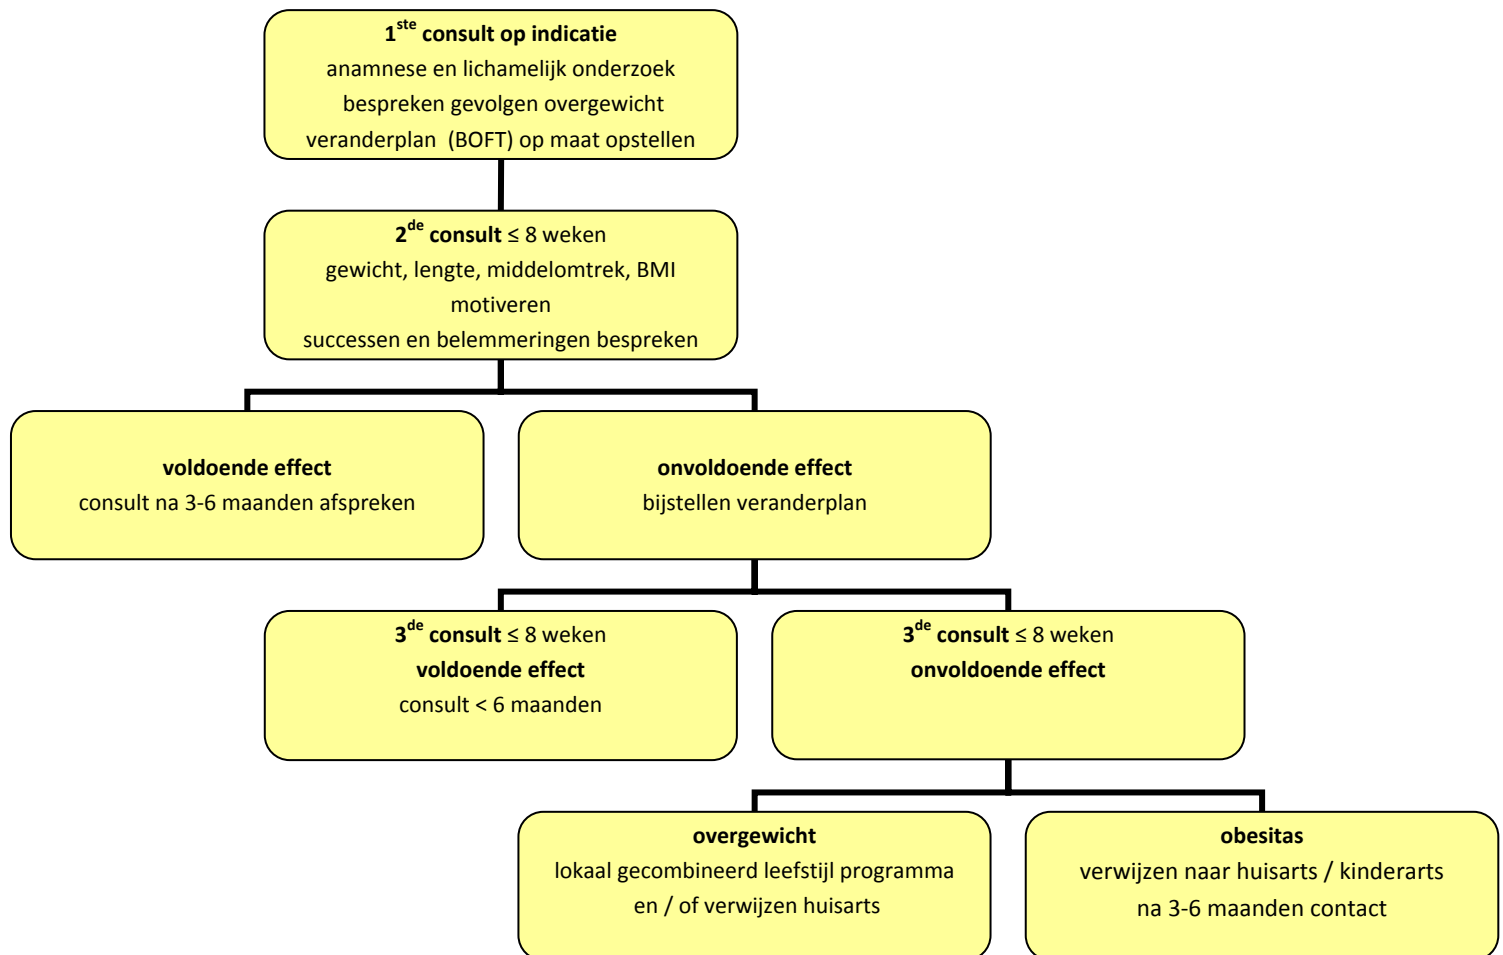 1ste consult op indicatie
anamnese en lichamelijk onderzoek
bespreken gevolgen overgewicht
veranderplan (BOFT) op maat opstellen
2de consult ≤ 8 weken
gewicht, lengte, middelomtrek, BMI
motiveren
successen en belemmeringen bespreken
voldoende effect
consult na 3-6 maanden afspreken
onvoldoende effect
bijstellen veranderplan
3de consult ≤ 8 weken
voldoende effect
consult < 6 maanden
3de consult ≤ 8 weken
onvoldoende effect
overgewicht
lokaal gecombineerd leefstijl programma
en / of verwijzen huisarts
obesitas
verwijzen naar huisarts / kinderarts
na 3-6 maanden contact